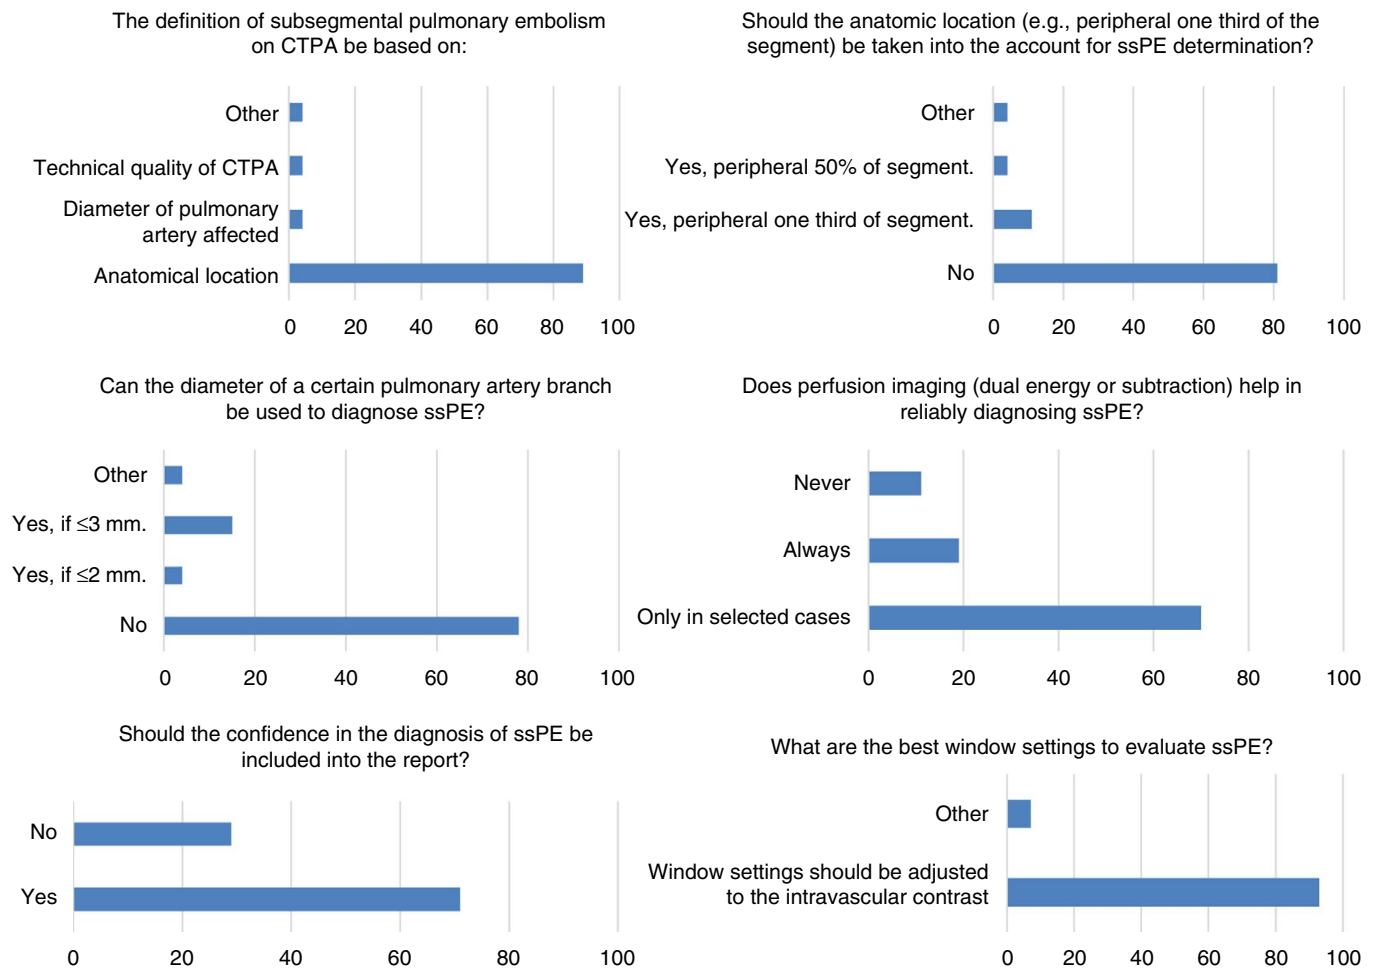 The definition of subsegmental pulmonary embolism
on CTPA be based on:
Other
Technical quality of CTPA
Diameter of pulmonary
artery affected
Anatomical location
0 20 40 60 80 100
Should the anatomic location (e.g., peripheral one third of the
segment) be taken into the account for ssPE determination?
Other
Yes, peripheral 50% of segment.
Yes, peripheral one third of segment.
No
0 20 40 60 80 100
Can the diameter of a certain pulmonary artery branch
be used to diagnose ssPE?
Other
Yes, if ≤3 mm.
Yes, if ≤2 mm.
No
0 20 40 60 80 100
Does perfusion imaging (dual energy or subtraction) help in
reliably diagnosing ssPE?
Never
Always
Only in selected cases
0 20 40 60 80 100
Should the confidence in the diagnosis of ssPE be
included into the report?
No
Yes
0 20 40 60 80 100
What are the best window settings to evaluate ssPE?
Other
Window settings should be adjusted
to the intravascular contrast
0 20 40 60 80 100